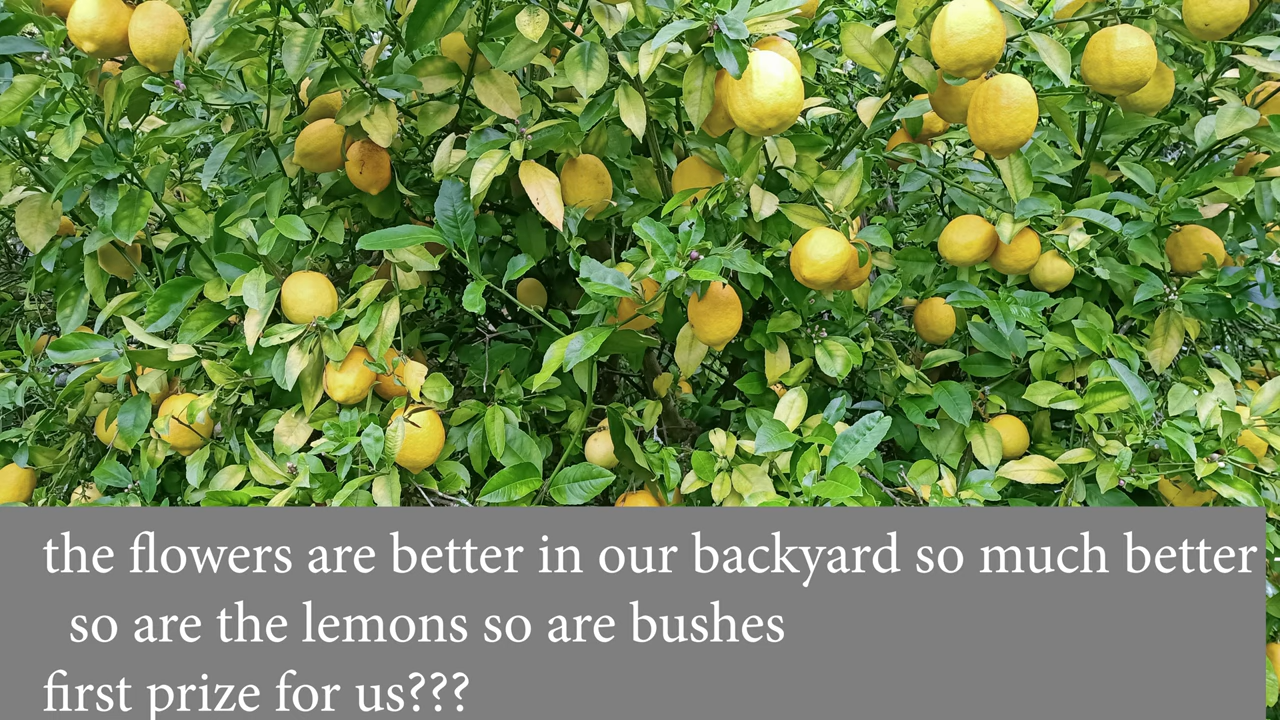 the flowers are better in our backyard so much better
so are the lemons so are bushes
first prize for us???